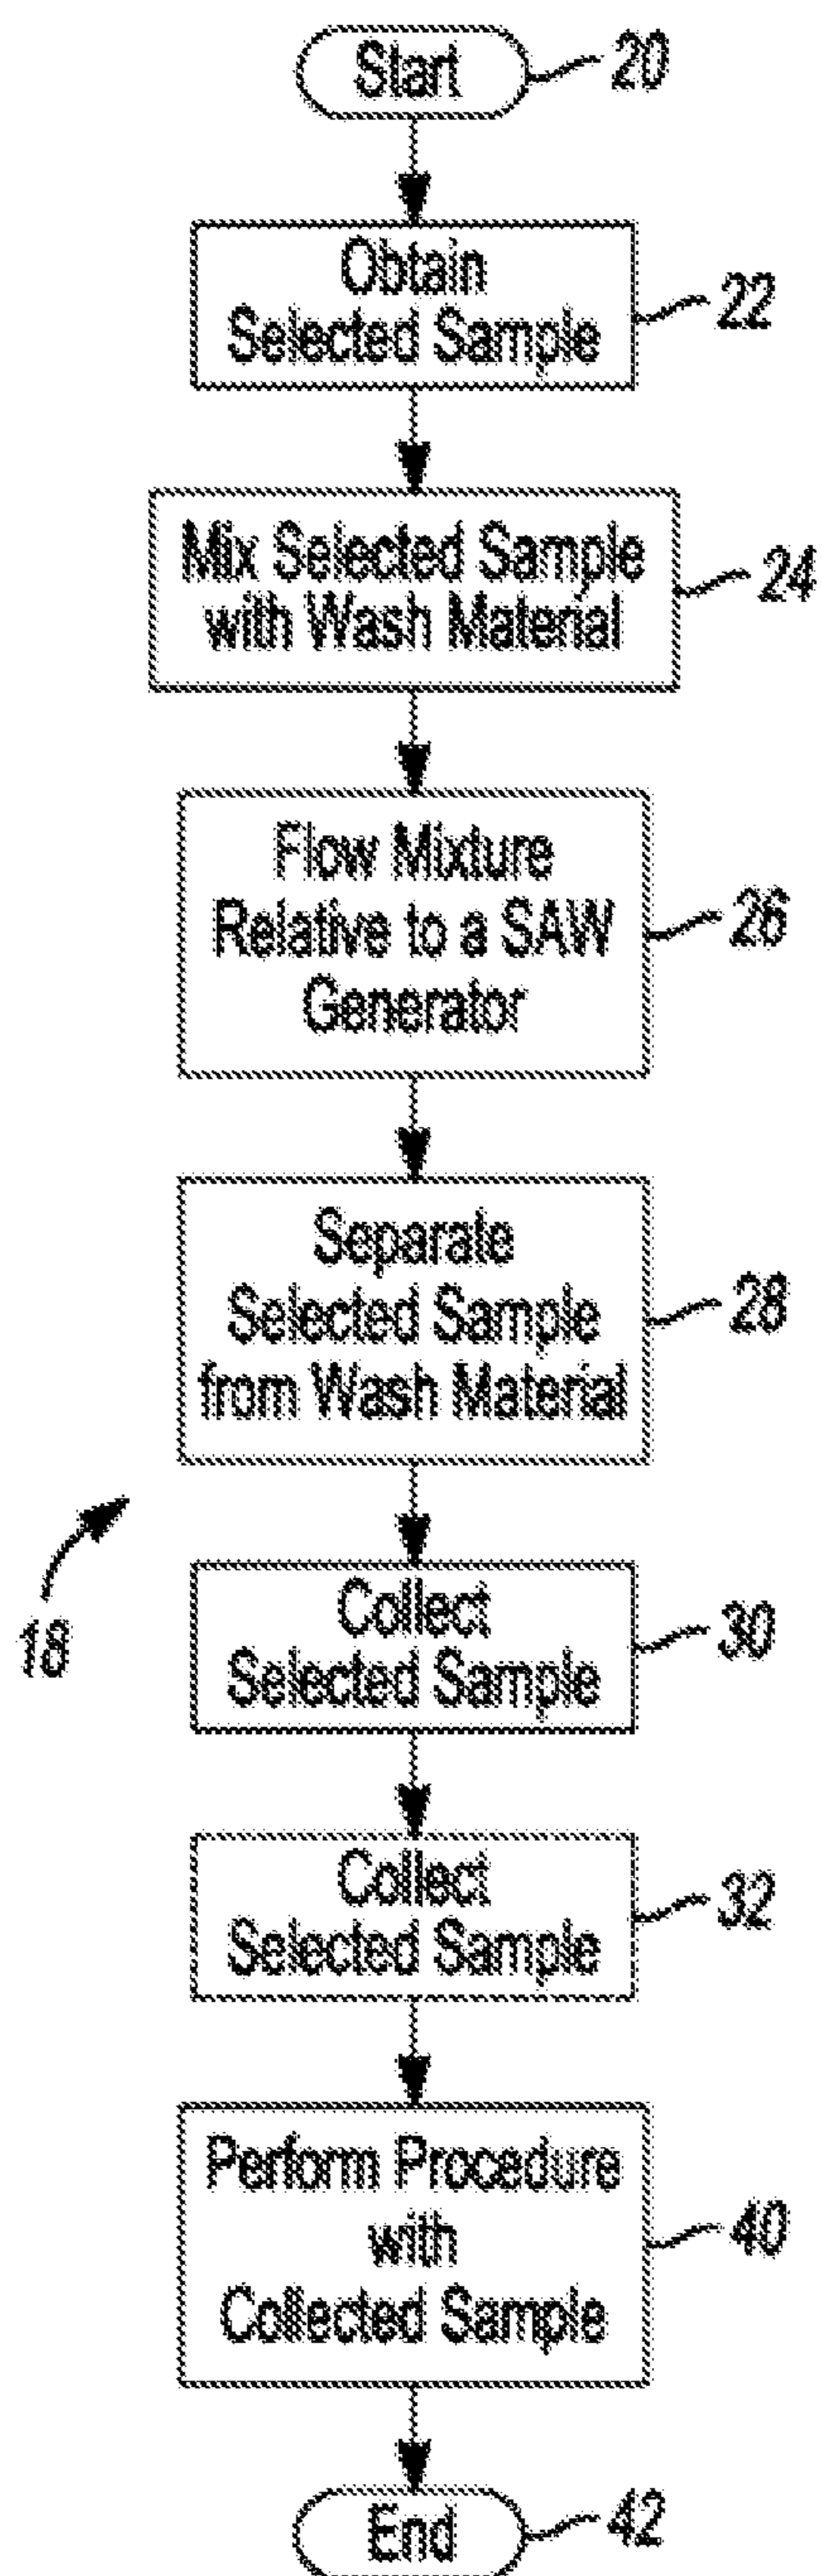 Start
20
Obtain
Selected Sample
22
Mix Selected Sample
with Wash Material
24
Flow Mixture
Relative to a SAW
Generator
26
Separate
Selected Sample
from Wash Material
28
18
Collect
Selected Sample
30
Collect
Selected Sample
32
Perform Procedure
with
Collected Sample
40
End
42